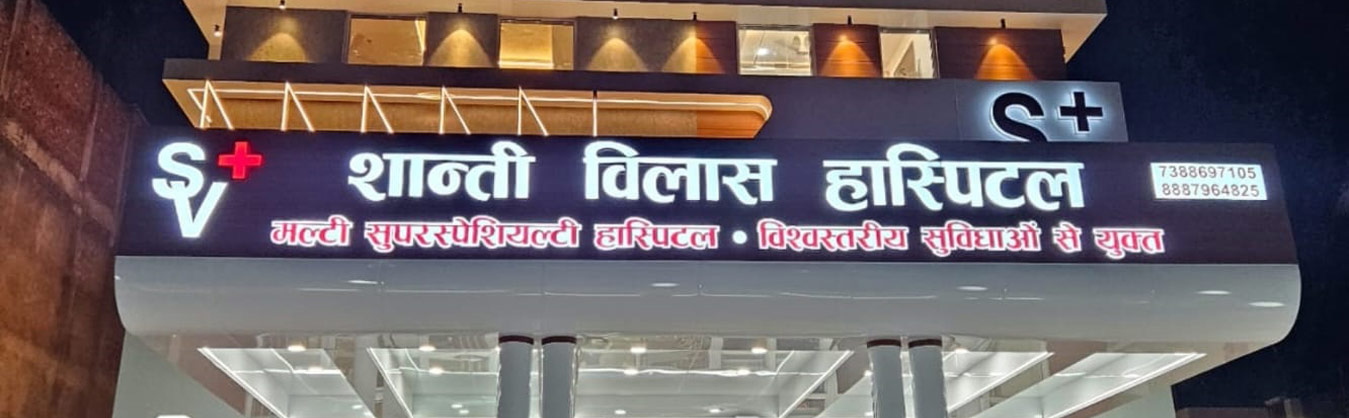 S+
SV+
शान्ती विलास हास्पिटल
7388697105
8887964825
मल्टी सुपरस्पेशियल्टी हास्पिटल • विश्वस्तरीय सुविधाओं से युक्त